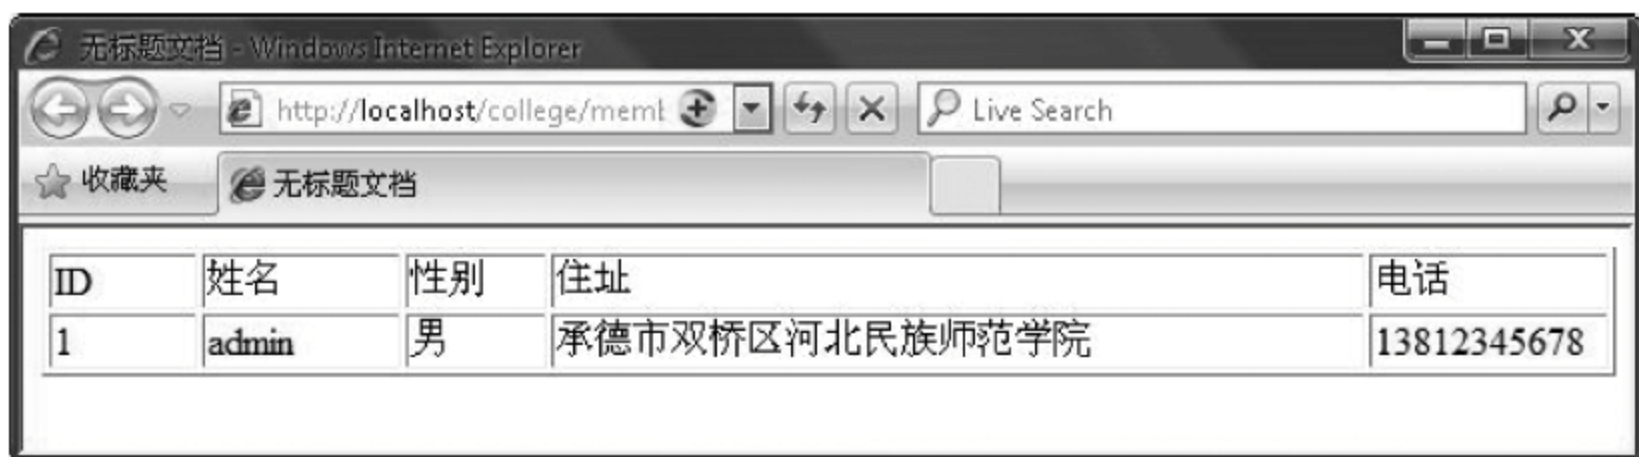 无标题文档 - Windows Internet Explorer
http://localhost/college/meml Live Search
收藏夹 无标题文档
ID 姓名 性别 住址 电话
1 admin 男 承德市双桥区河北民族师范学院 13812345678